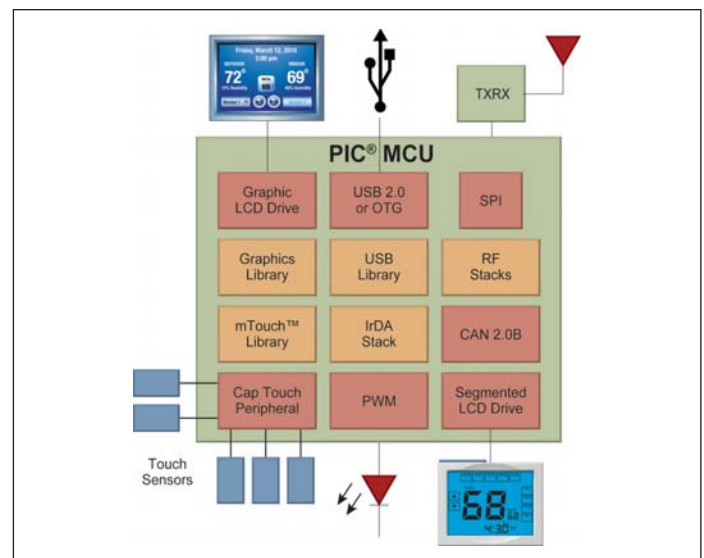 Friday, March 12, 2010
2:00 pm
OUTDOOR
INDOOR
72°
69°
TXRX
PIC® MCU
Graphic
LCD Drive
USB 2.0
or OTG
SPI
Graphics
Library
USB
Library
RF
Stacks
mTouch™
Library
IrDA
Stack
CAN 2.0B
Cap Touch
Peripheral
PWM
Segmented
LCD Drive
Touch
Sensors
68
4:30